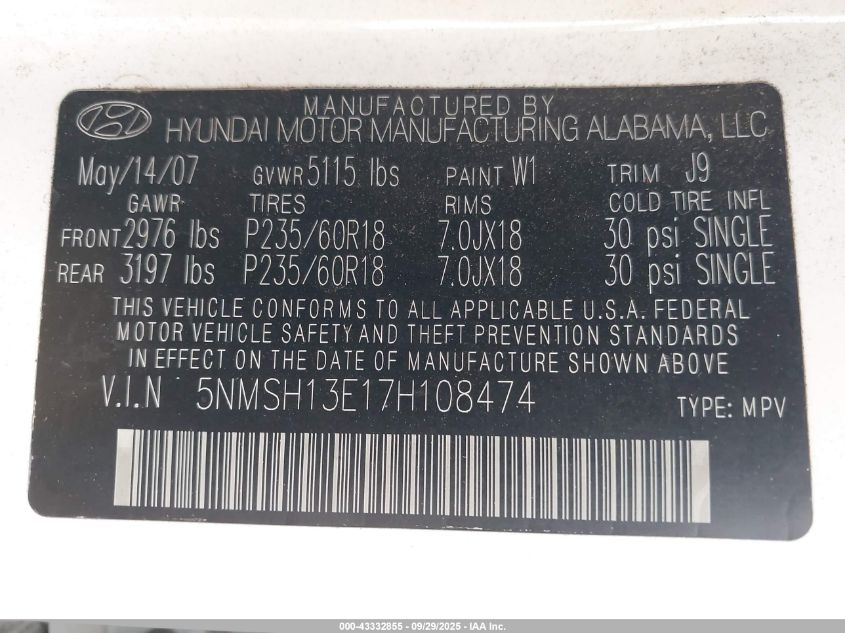 MANUFACTURED BY
HYUNDAI MOTOR MANUFACTURING ALABAMA, LLC
May/14/07 GVWR 5115 lbs PAINT W1 TRIM J9
GAWR TIRES RIMS COLD TIRE INFL
FRONT 2976 lbs P235/60R18 7.0JX18 30 psi SINGLE
REAR 3197 lbs P235/60R18 7.0JX18 30 psi SINGLE
THIS VEHICLE CONFORMS TO ALL APPLICABLE U.S.A. FEDERAL
MOTOR VEHICLE SAFETY AND THEFT PREVENTION STANDARDS
IN EFFECT ON THE DATE OF MANUFACTURE SHOWN ABOVE
V.I.N 5NMSH13E17H108474 TYPE: MPV
000-43332855 - 09/29/2025 - IAA Inc.